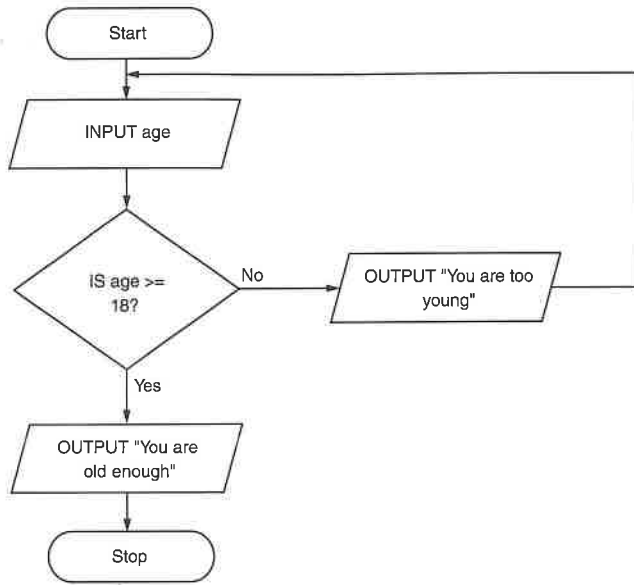 Start
INPUT age
IS age >=
18?
No
OUTPUT "You are too
young"
Yes
OUTPUT "You are
old enough"
Stop